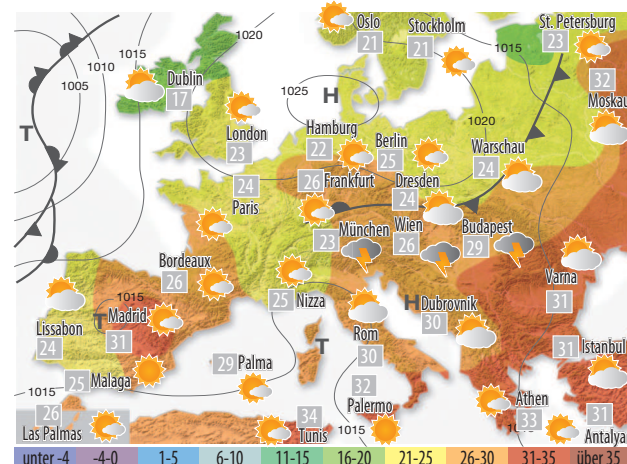 Oslo
21
Stockholm
21
St. Petersburg
23
1015
1020
1015
1010
1005
Dublin
17
1025
H
32
Moskau
T
London
23
Hamburg
22
Berlin
25
1020
Warschau
24
24
Paris
26
Frankfurt
Dresden
24
23
München
Wien
26
Budapest
29
Bordeaux
26
Varna
31
1015
T
Madrid
31
25
Nizza
H
Dubrovnik
30
Lissabon
24
Rom
30
T
31
Istanbul
29
Palma
1015
25
Malaga
32
Palermo
26
Las Palmas
34
Tunis
1015
Athen
33
31
Antalya
unter -4
-4-0
1-5
6-10
11-15
16-20
21-25
26-30
31-35
über 35